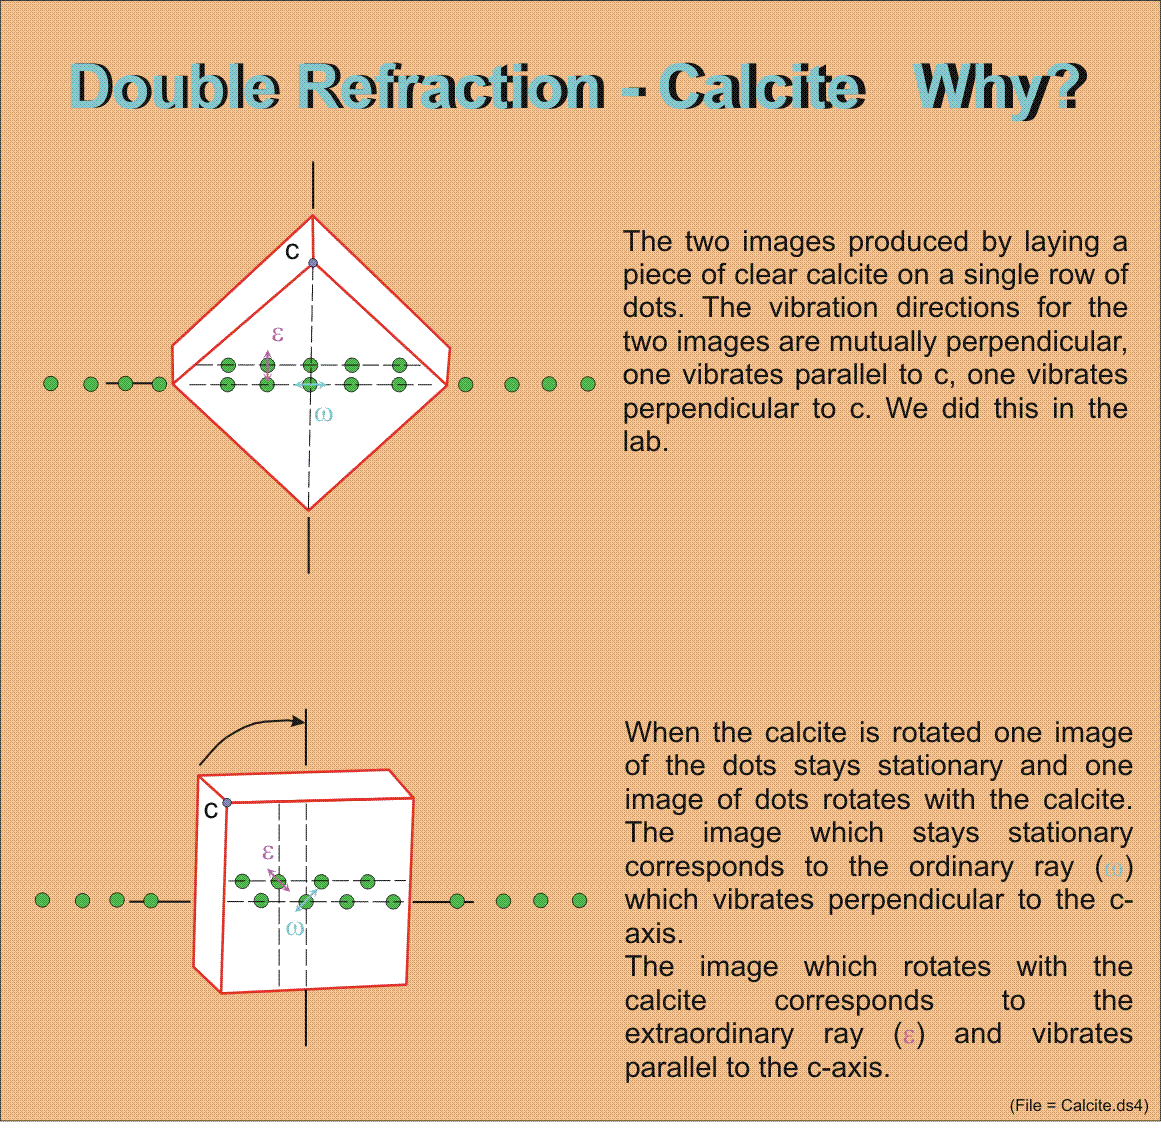 Double Refraction - Calcite   Why?
c
ε
ω
The two images produced by laying a
piece of clear calcite on a single row of
dots. The vibration directions for the
two images are mutually perpendicular,
one vibrates parallel to c, one vibrates
perpendicular to c. We did this in the
lab.
c
ε
ω
When the calcite is rotated one image
of the dots stays stationary and one
image of dots rotates with the calcite.
The image which stays stationary
corresponds to the ordinary ray (ω)
which vibrates perpendicular to the c-
axis.
The image which rotates with the
calcite corresponds to the
extraordinary ray (ε) and vibrates
parallel to the c-axis.
(File = Calcite.ds4)